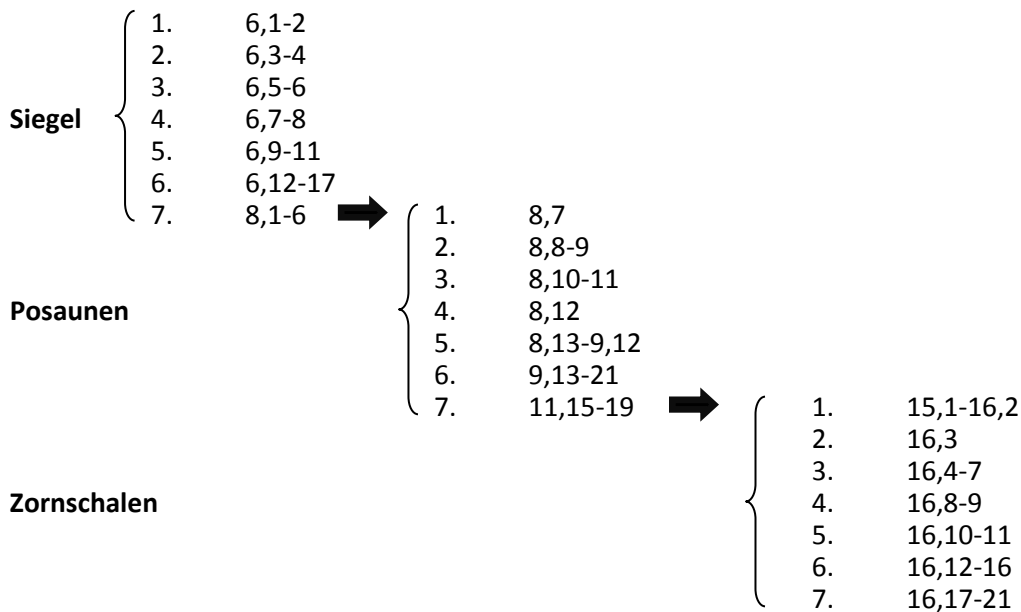 1. 6,1-2
2. 6,3-4
3. 6,5-6
Siegel 4. 6,7-8
5. 6,9-11
6. 6,12-17
7. 8,1-6 1. 8,7
2. 8,8-9
3. 8,10-11
Posaunen 4. 8,12
5. 8,13-9,12
6. 9,13-21
7. 11,15-19 1. 15,1-16,2
2. 16,3
3. 16,4-7
Zornschalen 4. 16,8-9
5. 16,10-11
6. 16,12-16
7. 16,17-21